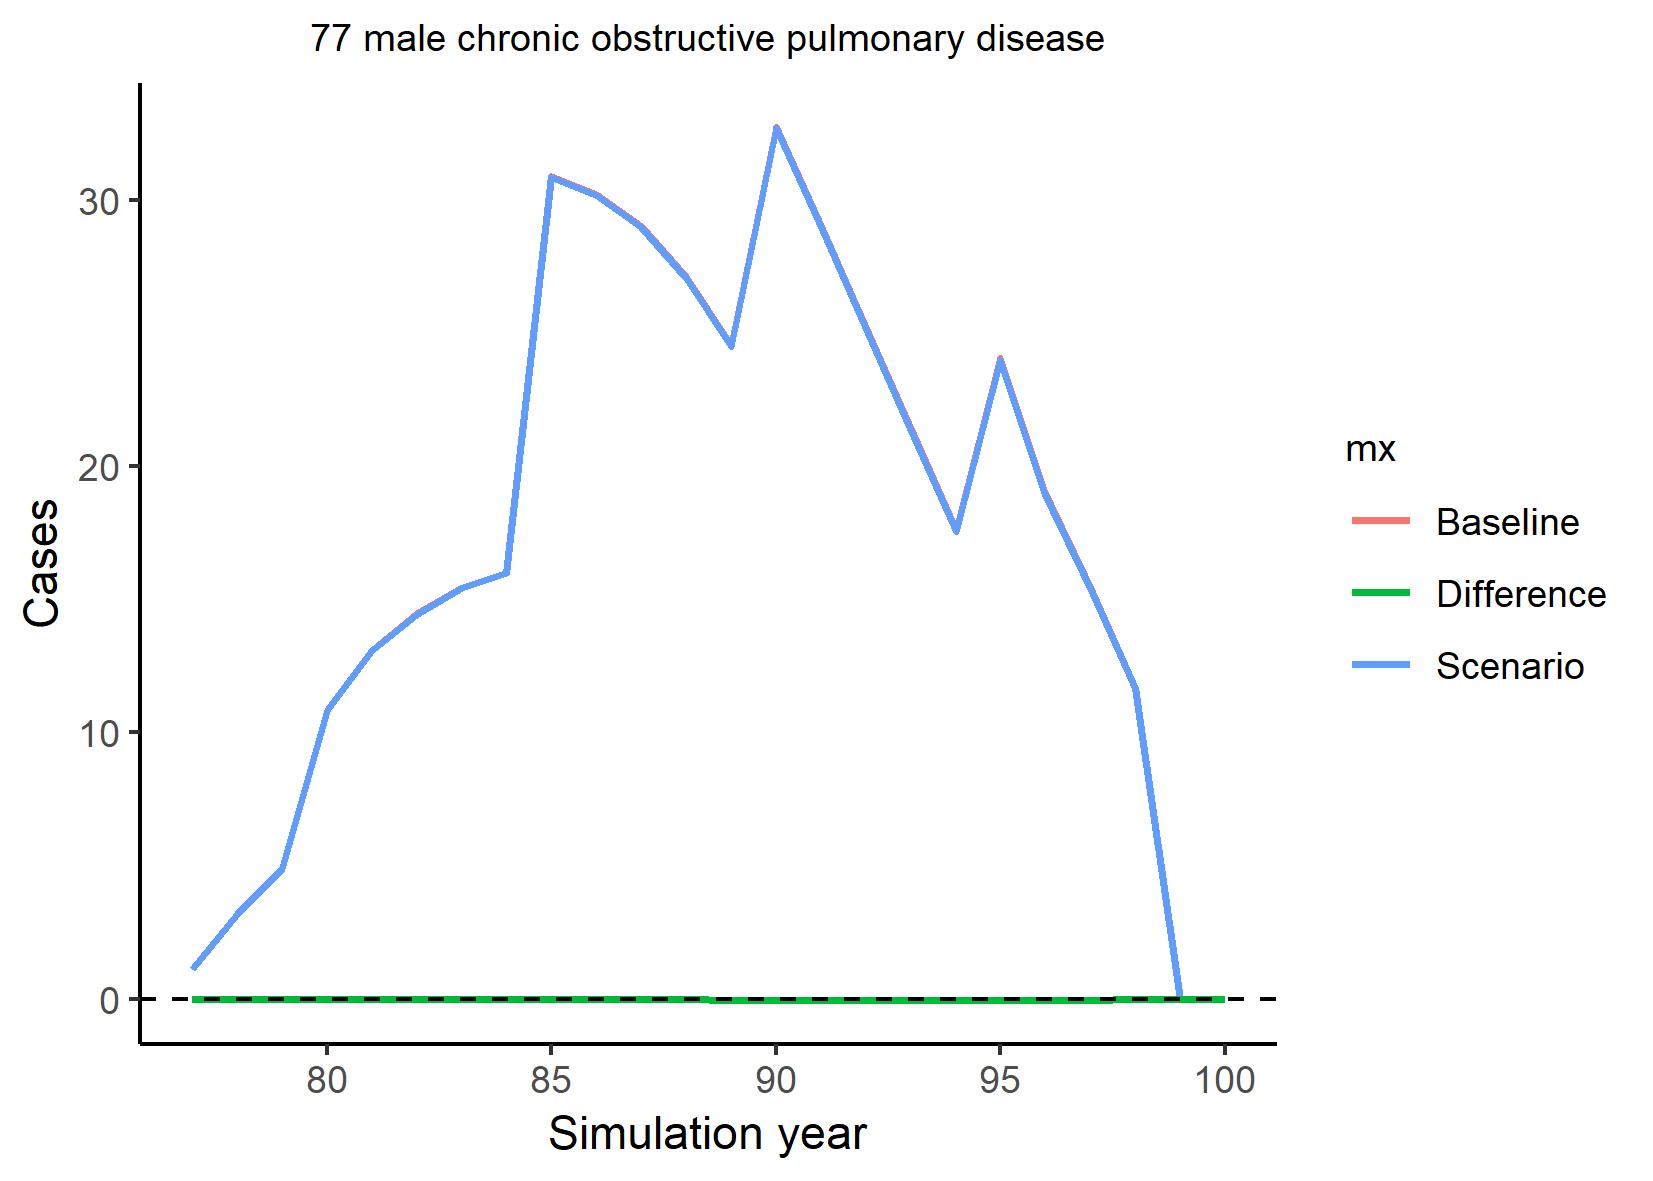 77 male chronic obstructive pulmonary disease
30
20
10
0
Cases
80 85 90 95 100
Simulation year
mx
Baseline
Difference
Scenario